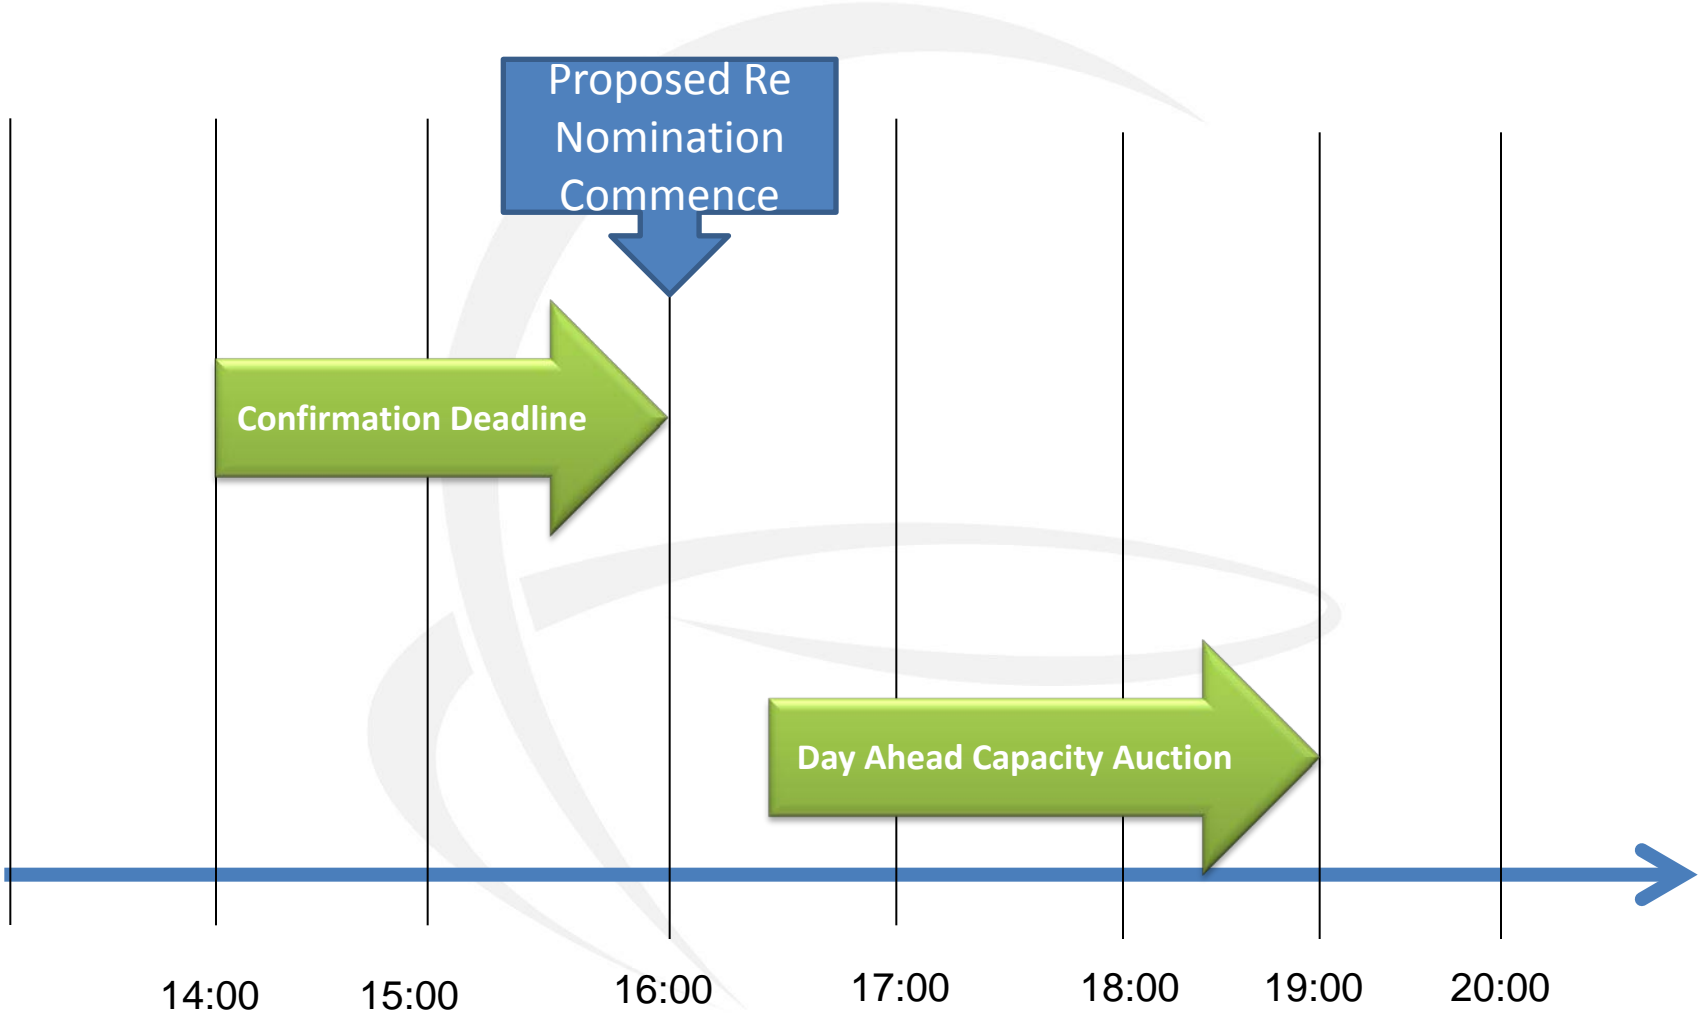 Proposed Re
Nomination
Commence
Confirmation Deadline
Day Ahead Capacity Auction
14:00 15:00 16:00 17:00 18:00 19:00 20:00